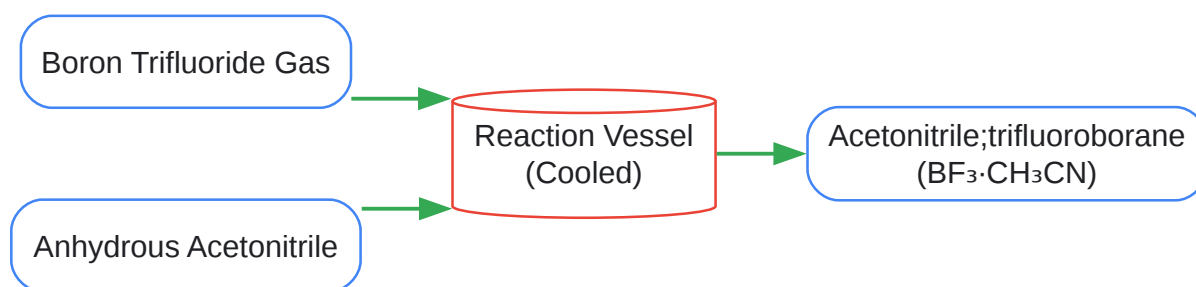 Boron Trifluoride Gas
Anhydrous Acetonitrile
Reaction Vessel
(Cooled)
Acetonitrile;trifluoroborane
(BF₃·CH₃CN)